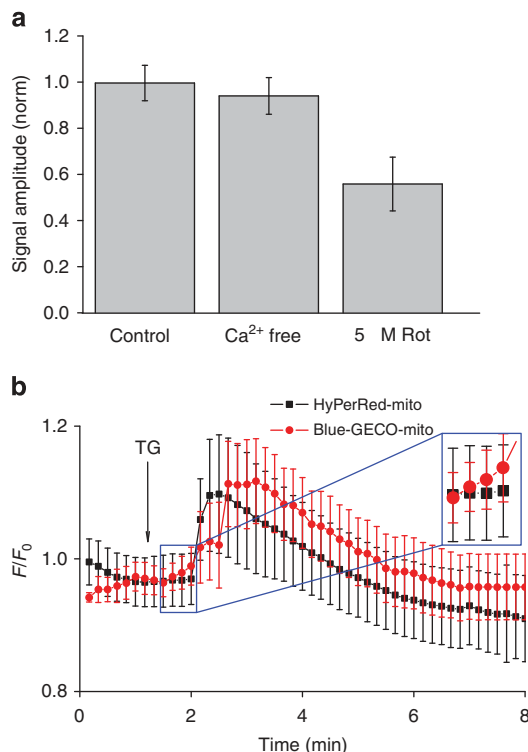 a
Signal amplitude (norm)
1.2
1.0
0.8
0.6
0.4
0.2
0.0
Control
Ca²⁺ free
5 M Rot
b
HyPerRed-mito
Blue-GECO-mito
TG
F/F₀
1.2
1.0
0.8
0
2
4
6
8
Time (min)